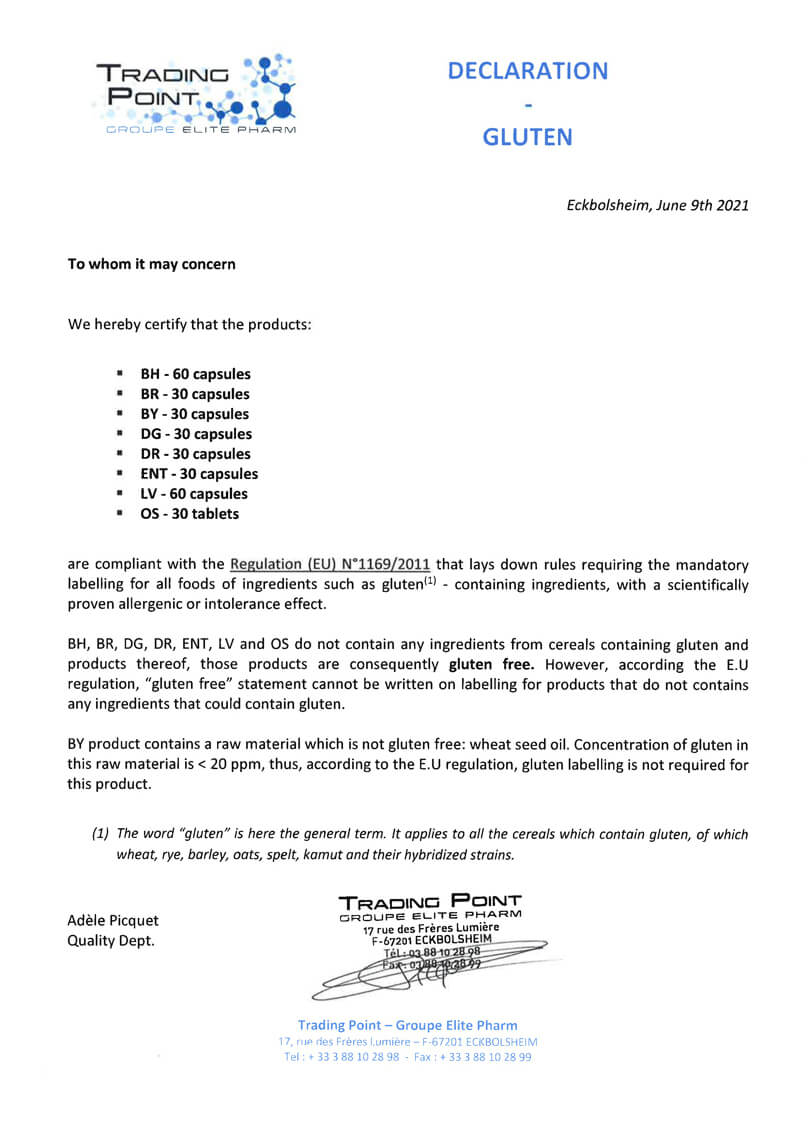 TRADING
POINT
GROUPE ELITE PHARM
DECLARATION
-
GLUTEN
Eckbolsheim, June 9th 2021
To whom it may concern
We hereby certify that the products:
▪ BH - 60 capsules
▪ BR - 30 capsules
▪ BY - 30 capsules
▪ DG - 30 capsules
▪ DR - 30 capsules
▪ ENT - 30 capsules
▪ LV - 60 capsules
▪ OS - 30 tablets
are compliant with the Regulation (EU) N°1169/2011 that lays down rules requiring the mandatory
labelling for all foods of ingredients such as gluten(1) - containing ingredients, with a scientifically
proven allergenic or intolerance effect.
BH, BR, DG, DR, ENT, LV and OS do not contain any ingredients from cereals containing gluten and
products thereof, those products are consequently gluten free. However, according the E.U
regulation, “gluten free” statement cannot be written on labelling for products that do not contains
any ingredients that could contain gluten.
BY product contains a raw material which is not gluten free: wheat seed oil. Concentration of gluten in
this raw material is < 20 ppm, thus, according to the E.U regulation, gluten labelling is not required for
this product.
(1) The word “gluten” is here the general term. It applies to all the cereals which contain gluten, of which
wheat, rye, barley, oats, spelt, kamut and their hybridized strains.
Adèle Picquet
Quality Dept.
TRADING POINT
GROUPE ELITE PHARM
17 rue des Frères Lumière
F-67201 ECKBOLSHEIM
Tél : 03 88 10 28 98
Fax : 03 88 10 28 99
Trading Point – Groupe Elite Pharm
17, rue des Frères Lumière – F-67201 ECKBOLSHEIM
Tel : + 33 3 88 10 28 98 - Fax : + 33 3 88 10 28 99